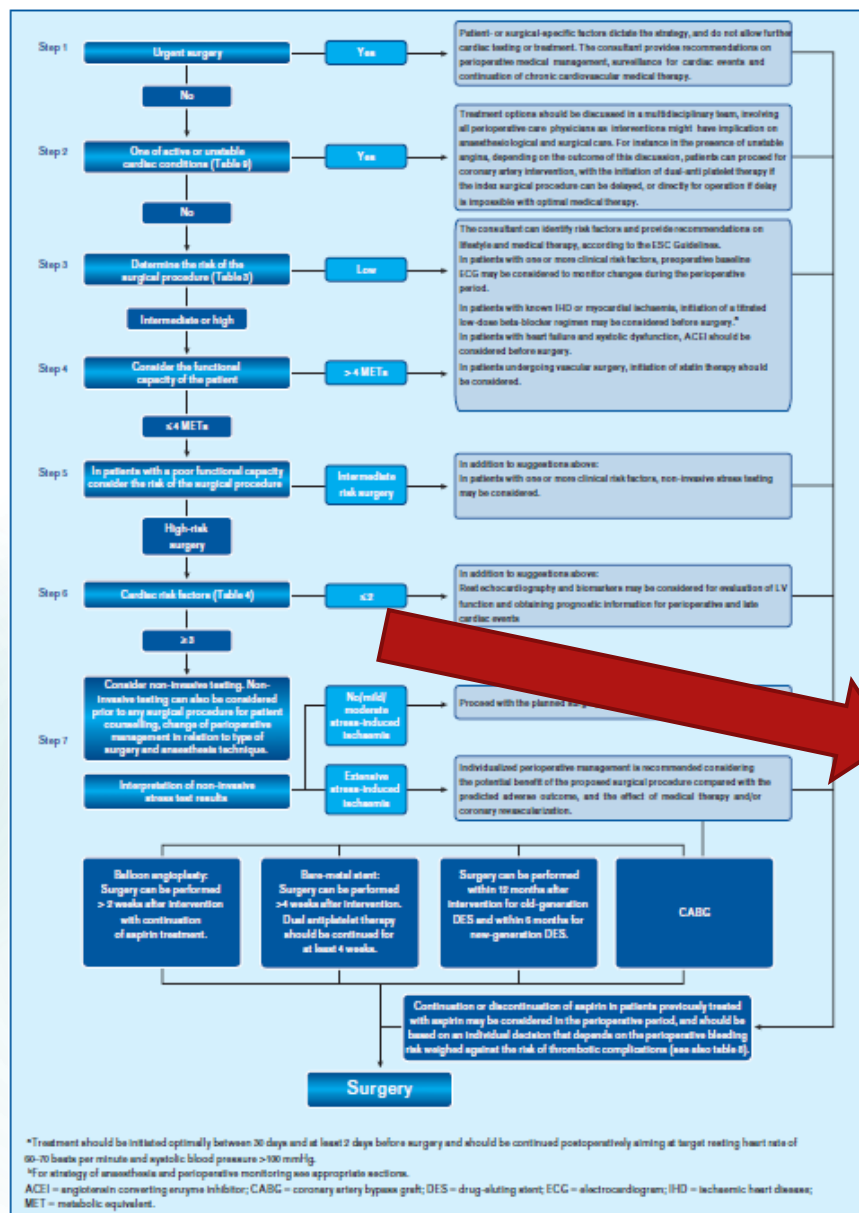 Step 1
Urgent surgery
Yes
Patient- or surgical-specific factors dictate the strategy, and do not allow further
cardiac testing or treatment. The consultant provides recommendations on
perioperative medical management, surveillance for cardiac events and
continuation of chronic cardiovascular medical therapy.
No
Step 2
One of active or unstable
cardiac conditions (Table 9)
Yes
Treatment options should be discussed in a multidisciplinary team, involving
all perioperative care physicians as interventions might have implication on
anaesthesiological and surgical care. For instance in the presence of unstable
angina, depending on the outcome of this discussion, patients can proceed for
coronary artery intervention, with the initiation of dual-anti platelet therapy if
the index surgical procedure can be delayed, or directly for operation if delay
is impossible with optimal medical therapy.
No
Step 3
Determine the risk of the
surgical procedure (Table 3)
Low
The consultant can identify risk factors and provide recommendations on
lifestyle and medical therapy, according to the ESC Guidelines.
In patients with one or more clinical risk factors, preoperative baseline
ECG may be considered to monitor changes during the perioperative
period.
In patients with known IHD or myocardial ischaemia, initiation of a titrated
low-dose beta-blocker regimen may be considered before surgery.ª
In patients with heart failure and systolic dysfunction, ACEI should be
considered before surgery.
In patients undergoing vascular surgery, initiation of statin therapy should
be considered.
Intermediate or high
Step 4
Consider the functional
capacity of the patient
> 4 METs
≤ 4 METs
Step 5
In patients with a poor functional capacity
consider the risk of the surgical procedure
Intermediate
risk surgery
In addition to suggestions above:
In patients with one or more clinical risk factors, non-invasive stress testing
may be considered.
High-risk
surgery
Step 6
Cardiac risk factors (Table 4)
≤2
In addition to suggestions above:
Rest echocardiography and biomarkers may be considered for evaluation of LV
function and obtaining prognostic information for perioperative and late
cardiac events
≥3
Step 7
Consider non-invasive testing. Non-
invasive testing can also be considered
prior to any surgical procedure for patient
counselling, change of perioperative
management in relation to type of
surgery and anaesthesia technique.
No/mild/
moderate
stress-induced
ischaemia
Proceed with the planned
Interpretation of non-invasive
stress test results
Extensive
stress-induced
ischaemia
Individualized perioperative management is recommended considering
the potential benefit of the proposed surgical procedure compared with the
predicted adverse outcome, and the effect of medical therapy and/or
coronary revascularization.
Balloon angioplasty:
Surgery can be performed
> 2 weeks after intervention
with continuation
of aspirin treatment.
Bare-metal stent:
Surgery can be performed
>4 weeks after intervention.
Dual antiplatelet therapy
should be continued for
at least 4 weeks.
Surgery can be performed
within 12 months after
intervention for old-generation
DES and within 6 months for
new-generation DES.
CABG
Continuation or discontinuation of aspirin in patients previously treated
with aspirin may be considered in the perioperative period, and should be
based on an individual decision that depends on the perioperative bleeding
risk weighed against the risk of thrombotic complications (see also table 8).
Surgery
ªTreatment should be initiated optimally between 30 days and at least 2 days before surgery and should be continued postoperatively aiming at target resting heart rate of
60–70 beats per minute and systolic blood pressure >100 mmHg.
ᵇFor strategy of anaesthesia and perioperative monitoring see appropriate sections.
ACEI = angiotensin converting enzyme inhibitor; CABG = coronary artery bypass graft; DES = drug-eluting stent; ECG = electrocardiogram; IHD = ischaemic heart disease;
MET = metabolic equivalent.